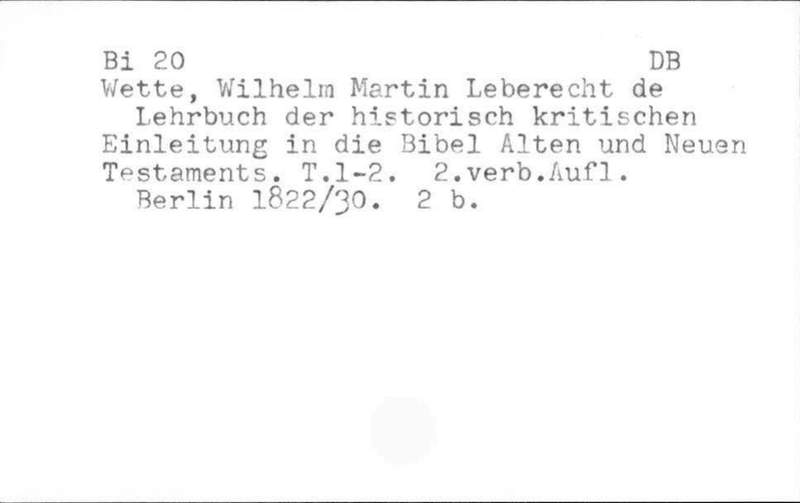 Bi 20 DB
Wette, Wilhelm Martin Leberecht de
Lehrbuch der historisch kritischen
Einleitung in die Bibel Alten und Neuen
Testaments. T.1-2. 2.verb.Aufl.
Berlin 1822/30. 2 b.